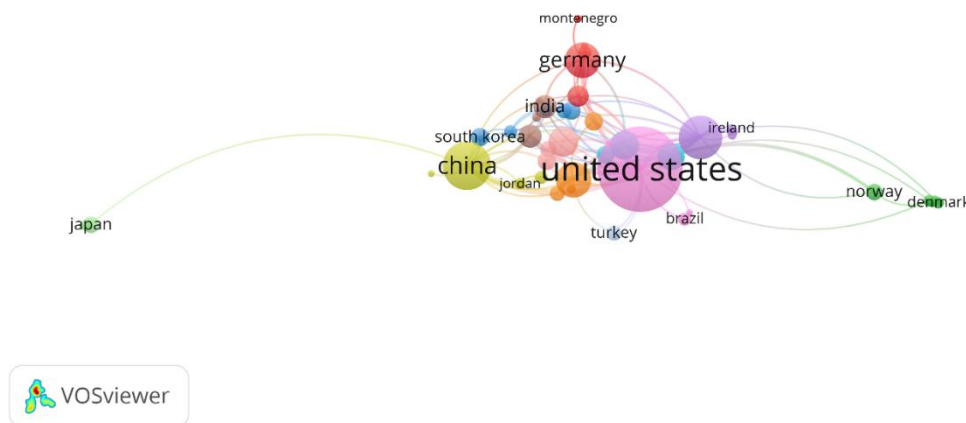 montenegro
germany
india
south korea
ireland
china
united states
jordan
norway
denmark
brazil
japan
turkey
VOSviewer